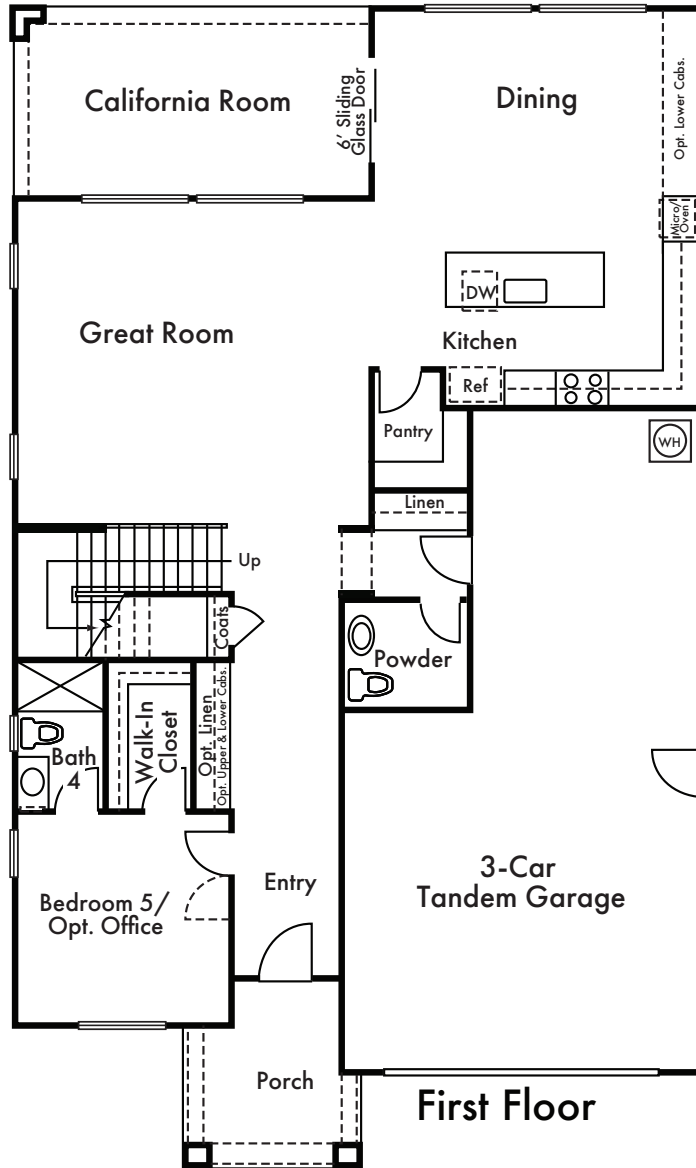 California Room
6' Sliding
Glass Door
Dining
Opt. Lower Cabs.
Micro/
Oven
DW
Great Room
Kitchen
Ref
Pantry
WH
Linen
Up
Coats
Powder
Walk-In
Closet
Opt. Linen
Opt. Upper & Lower Cabs.
Bath
4
3-Car
Tandem Garage
Entry
Bedroom 5/
Opt. Office
Porch
First Floor